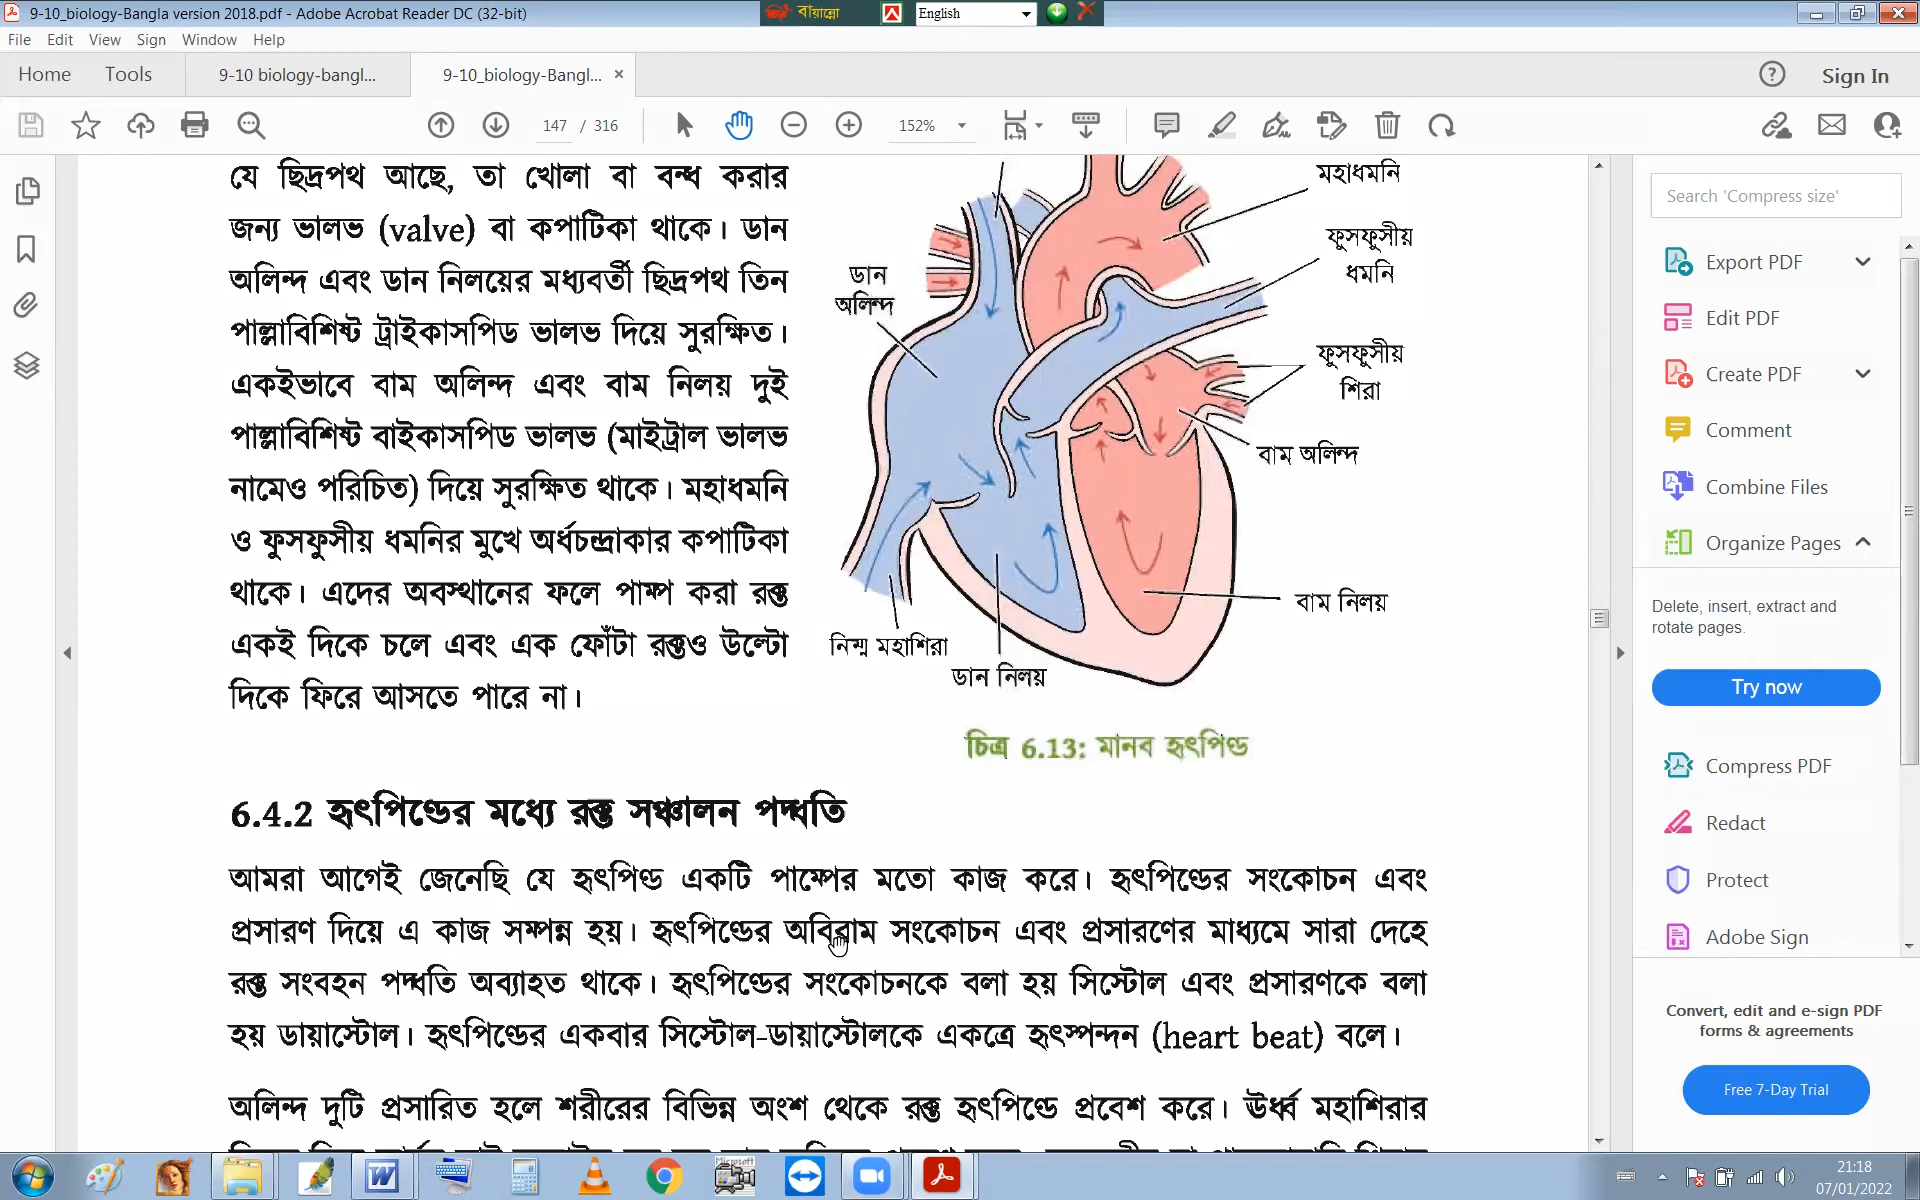 9-10_biology-Bangla version 2018.pdf - Adobe Acrobat Reader DC (32-bit)
বায়ান্নো
English
File Edit View Sign Window Help
Home Tools 9-10 biology-bangl... 9-10_biology-Bangl... ×
Sign In
147 / 316
152%
যে ছিদ্রপথ আছে, তা খোলা বা বন্ধ করার
জন্য ভালভ (valve) বা কপাটিকা থাকে। ডান
অলিন্দ এবং ডান নিলয়ের মধ্যবর্তী ছিদ্রপথ তিন
পাল্লাবিশিষ্ট ট্রাইকাসপিড ভালভ দিয়ে সুরক্ষিত।
একইভাবে বাম অলিন্দ এবং বাম নিলয় দুই
পাল্লাবিশিষ্ট বাইকাসপিড ভালভ (মাইট্রাল ভালভ
নামেও পরিচিত) দিয়ে সুরক্ষিত থাকে। মহাধমনি
ও ফুসফুসীয় ধমনির মুখে অর্ধচন্দ্রাকার কপাটিকা
থাকে। এদের অবস্থানের ফলে পাম্প করা রক্ত
একই দিকে চলে এবং এক ফোঁটা রক্তও উল্টো
দিকে ফিরে আসতে পারে না।
মহাধমনি
ফুসফুসীয়
ধমনি
ডান
অলিন্দ
ফুসফুসীয়
শিরা
বাম অলিন্দ
বাম নিলয়
নিম্ম মহাশিরা
ডান নিলয়
চিত্র 6.13: মানব হৃৎপিণ্ড
6.4.2 হৃৎপিণ্ডের মধ্যে রক্ত সঞ্চালন পদ্ধতি
আমরা আগেই জেনেছি যে হৃৎপিণ্ড একটি পাম্পের মতো কাজ করে। হৃৎপিণ্ডের সংকোচন এবং
প্রসারণ দিয়ে এ কাজ সম্পন্ন হয়। হৃৎপিণ্ডের অবিরাম সংকোচন এবং প্রসারণের মাধ্যমে সারা দেহে
রক্ত সংবহন পদ্ধতি অব্যাহত থাকে। হৃৎপিণ্ডের সংকোচনকে বলা হয় সিস্টোল এবং প্রসারণকে বলা
হয় ডায়াস্টোল। হৃৎপিণ্ডের একবার সিস্টোল-ডায়াস্টোলকে একত্রে হৃৎস্পন্দন (heart beat) বলে।
অলিন্দ দুটি প্রসারিত হলে শরীরের বিভিন্ন অংশ থেকে রক্ত হৃৎপিণ্ডে প্রবেশ করে। ঊর্ধ্ব মহাশিরার
Search 'Compress size'
Export PDF
Edit PDF
Create PDF
Comment
Combine Files
Organize Pages
Delete, insert, extract and
rotate pages.
Try now
Compress PDF
Redact
Protect
Adobe Sign
Convert, edit and e-sign PDF
forms & agreements
Free 7-Day Trial
Microsoft
21:18
07/01/2022